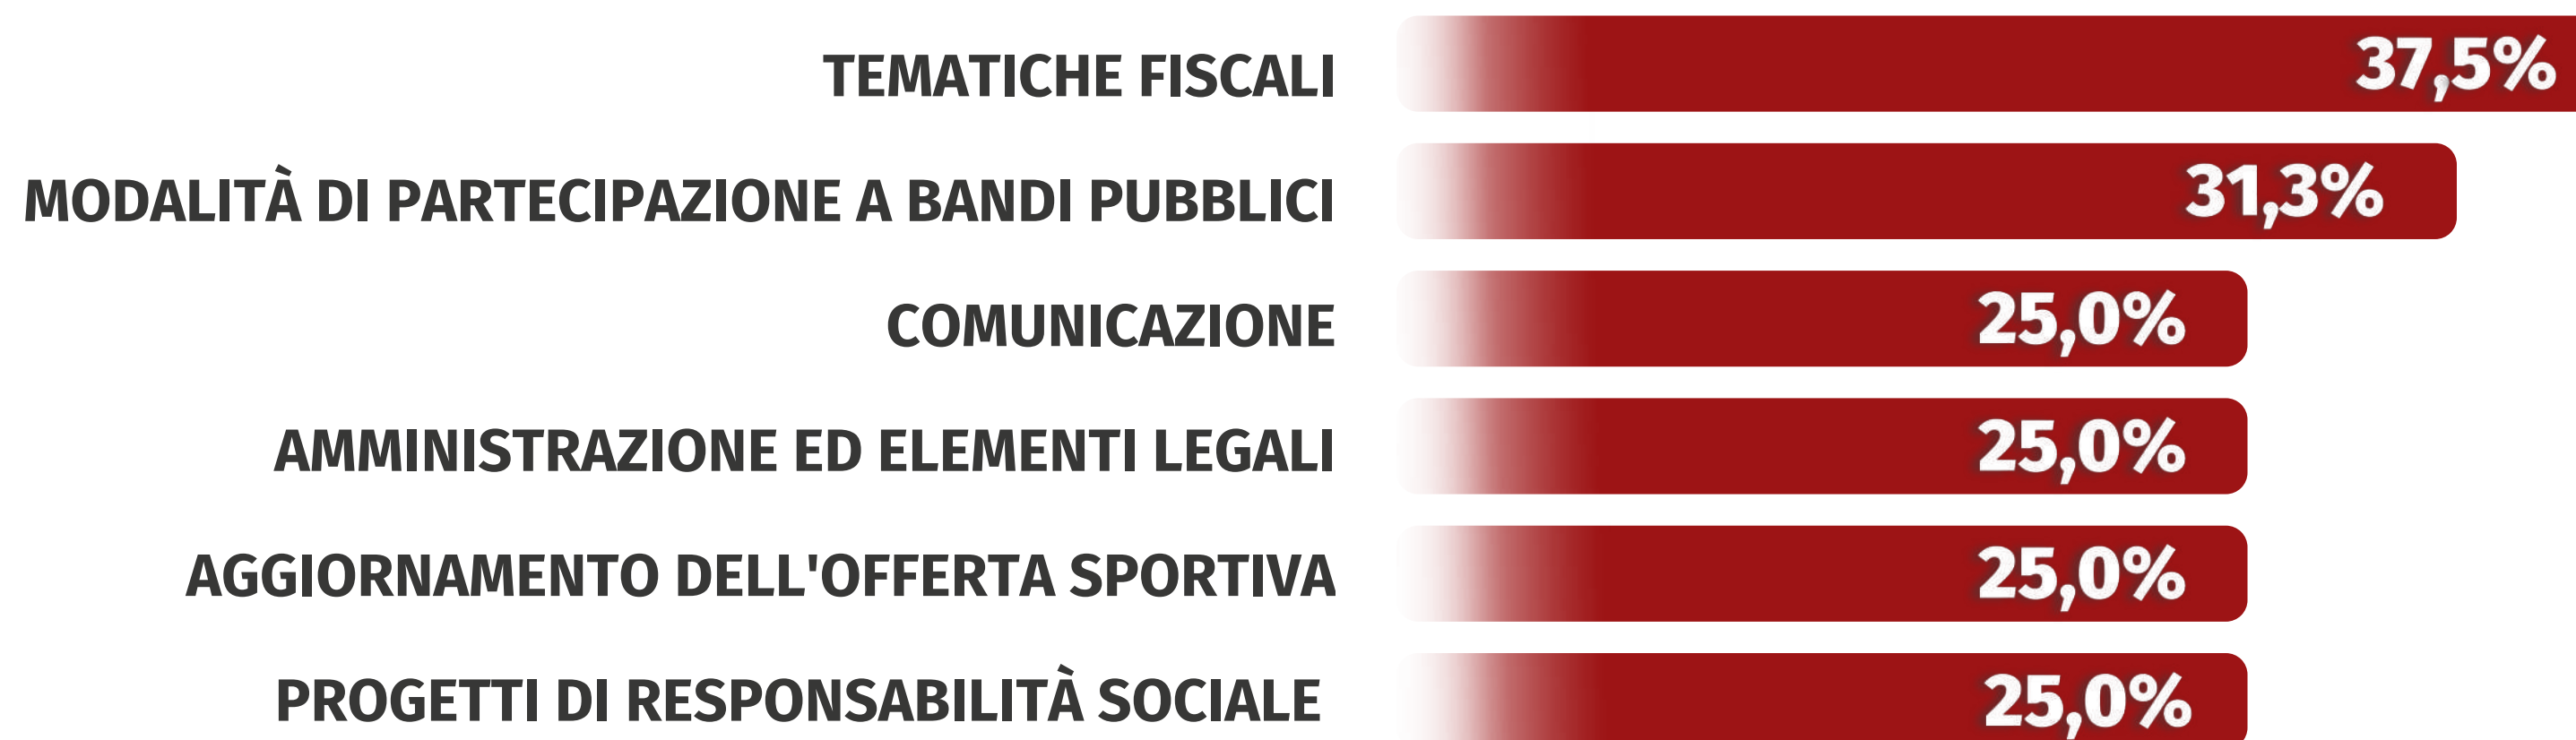 TEMATICHE FISCALI 37,5%
MODALITÀ DI PARTECIPAZIONE A BANDI PUBBLICI 31,3%
COMUNICAZIONE 25,0%
AMMINISTRAZIONE ED ELEMENTI LEGALI 25,0%
AGGIORNAMENTO DELL'OFFERTA SPORTIVA 25,0%
PROGETTI DI RESPONSABILITÀ SOCIALE 25,0%